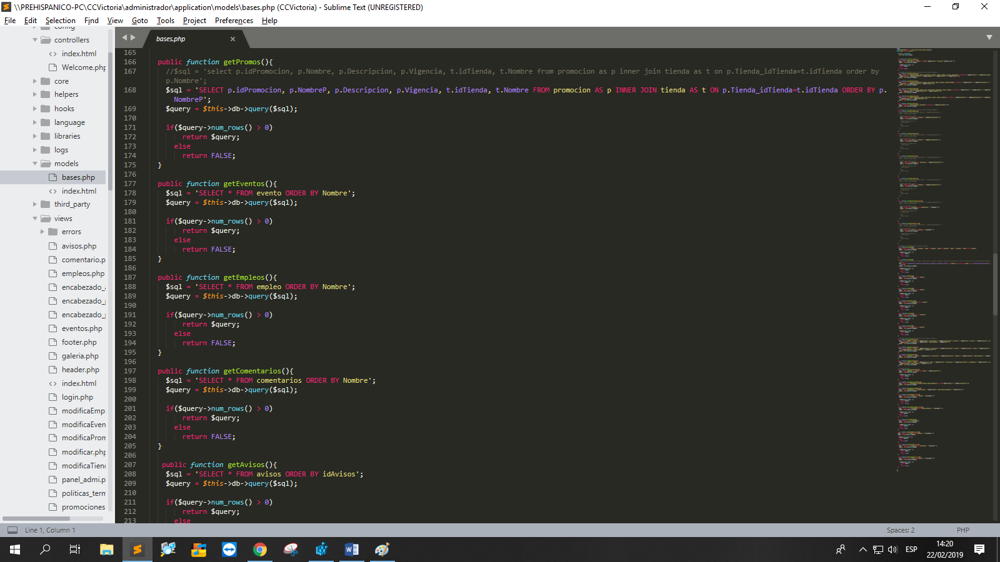 \\PREHISPANICO-PC\CCVictoria\administrador\application\models\bases.php (CCVictoria) - Sublime Text (UNREGISTERED)
File Edit Selection Find View Goto Tools Project Preferences Help
config
controllers
index.html
Welcome.php
core
helpers
hooks
language
libraries
logs
models
bases.php
index.html
third_party
views
errors
avisos.php
comentario.p
empleos.php
encabezado_a
encabezado_p
encabezado_p
eventos.php
footer.php
galeria.php
header.php
index.html
login.php
modificaEmp
modificaEven
modificaProm
modificar.php
modificaTiend
panel_admi.p
politicas_term
promociones
bases.php
165
166 public function getPromos(){
167 //$sql = 'select p.idPromocion, p.Nombre, p.Descripcion, p.Vigencia, t.idTienda, t.Nombre from promocion as p inner join tienda as t on p.Tienda_idTienda=t.idTienda order by
p.Nombre';
168 $sql = 'SELECT p.idPromocion, p.NombreP, p.Descripcion, p.Vigencia, t.idTienda, t.Nombre FROM promocion AS p INNER JOIN tienda AS t ON p.Tienda_idTienda=t.idTienda ORDER BY p.
NombreP';
169 $query = $this->db->query($sql);
170
171 if($query->num_rows() > 0)
172 return $query;
173 else
174 return FALSE;
175 }
176
177 public function getEventos(){
178 $sql = 'SELECT * FROM evento ORDER BY Nombre';
179 $query = $this->db->query($sql);
180
181 if($query->num_rows() > 0)
182 return $query;
183 else
184 return FALSE;
185 }
186
187 public function getEmpleos(){
188 $sql = 'SELECT * FROM empleo ORDER BY Nombre';
189 $query = $this->db->query($sql);
190
191 if($query->num_rows() > 0)
192 return $query;
193 else
194 return FALSE;
195 }
196
197 public function getComentarios(){
198 $sql = 'SELECT * FROM comentarios ORDER BY Nombre';
199 $query = $this->db->query($sql);
200
201 if($query->num_rows() > 0)
202 return $query;
203 else
204 return FALSE;
205 }
206
207 public function getAvisos(){
208 $sql = 'SELECT * FROM avisos ORDER BY idAvisos';
209 $query = $this->db->query($sql);
210
211 if($query->num_rows() > 0)
212 return $query;
213 else
Line 1, Column 1
Spaces: 2
PHP
ESP
14:20
22/02/2019